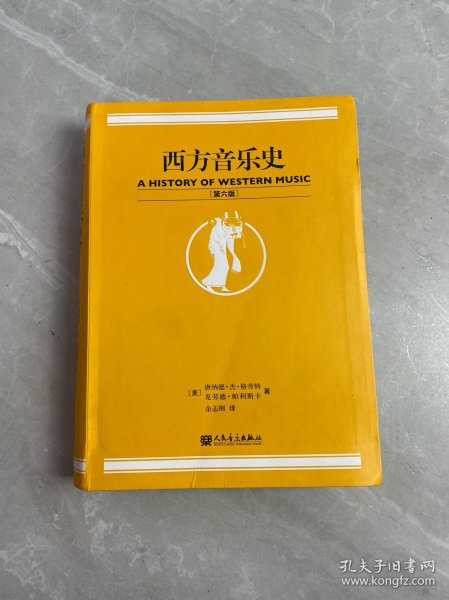 西方音乐史
A HISTORY OF WESTERN MUSIC
[第六版]
[美] 唐纳德·杰·格劳特
克劳德·帕利斯卡 著
余志刚 译
人民音乐出版社
孔夫子旧书网
www.kongfz.com